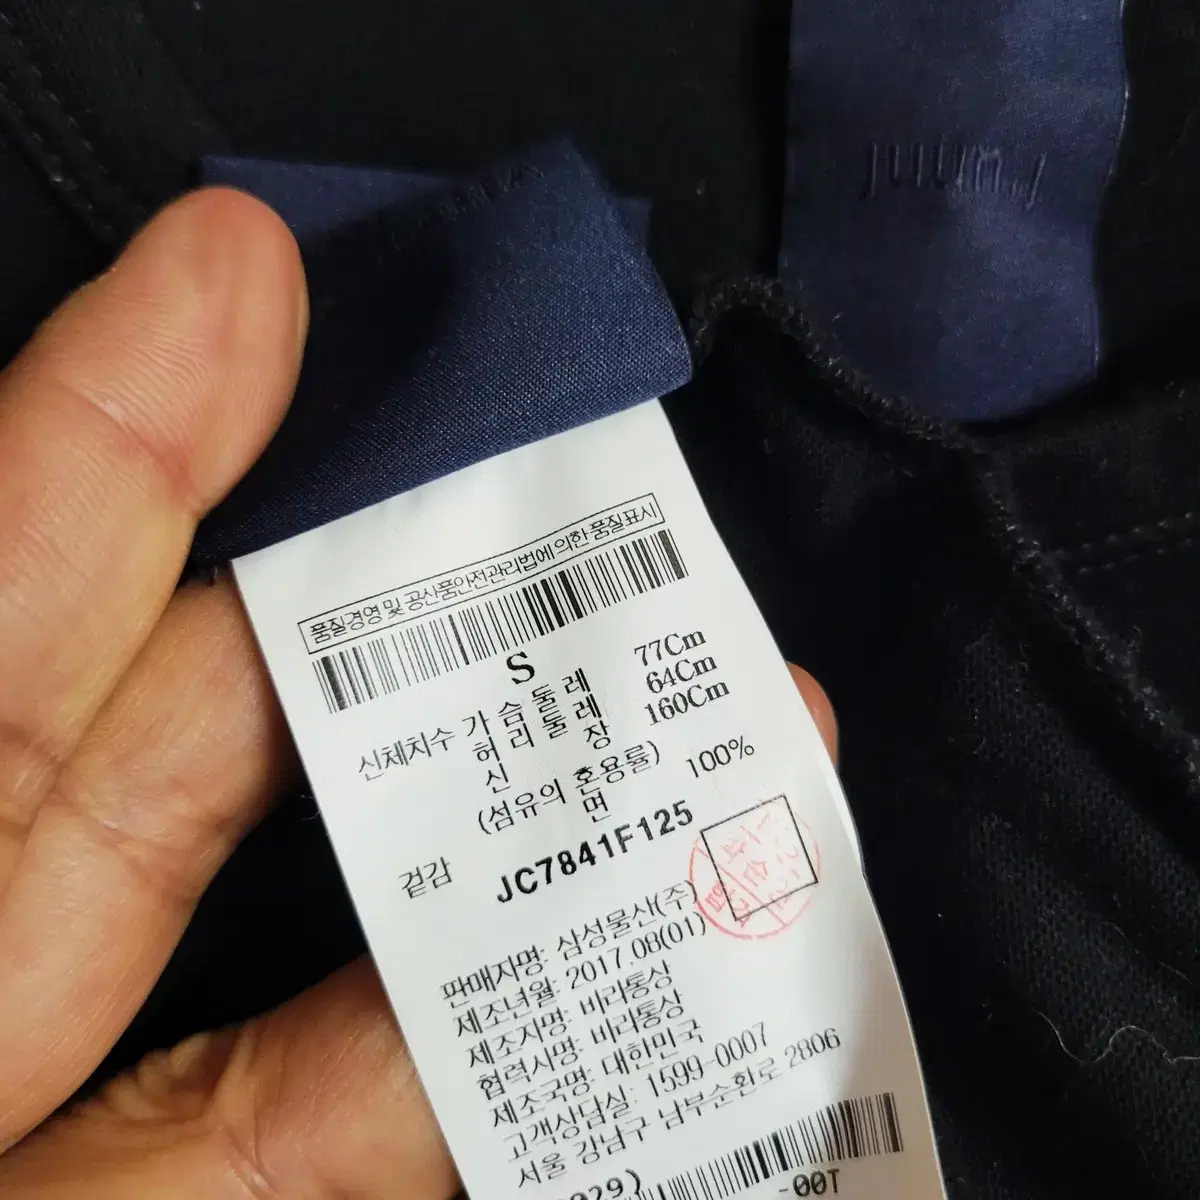 JUNN.J
품질경영 및 공산품안전관리법에 의한 품질표시
S
신체치수 가슴둘레 77Cm
허리둘레 64Cm
신장 160Cm
(섬유의 혼용률)
겉감 면 100%
JC7841F125
판매자명: 삼성물산(주)
제조년월: 2017.08(01)
제조자명: 비라통상
협력사명: 비라통상
제조국명: 대한민국
고객상담실: 1599-0007
서울 강남구 남부순환로 2806
-00T